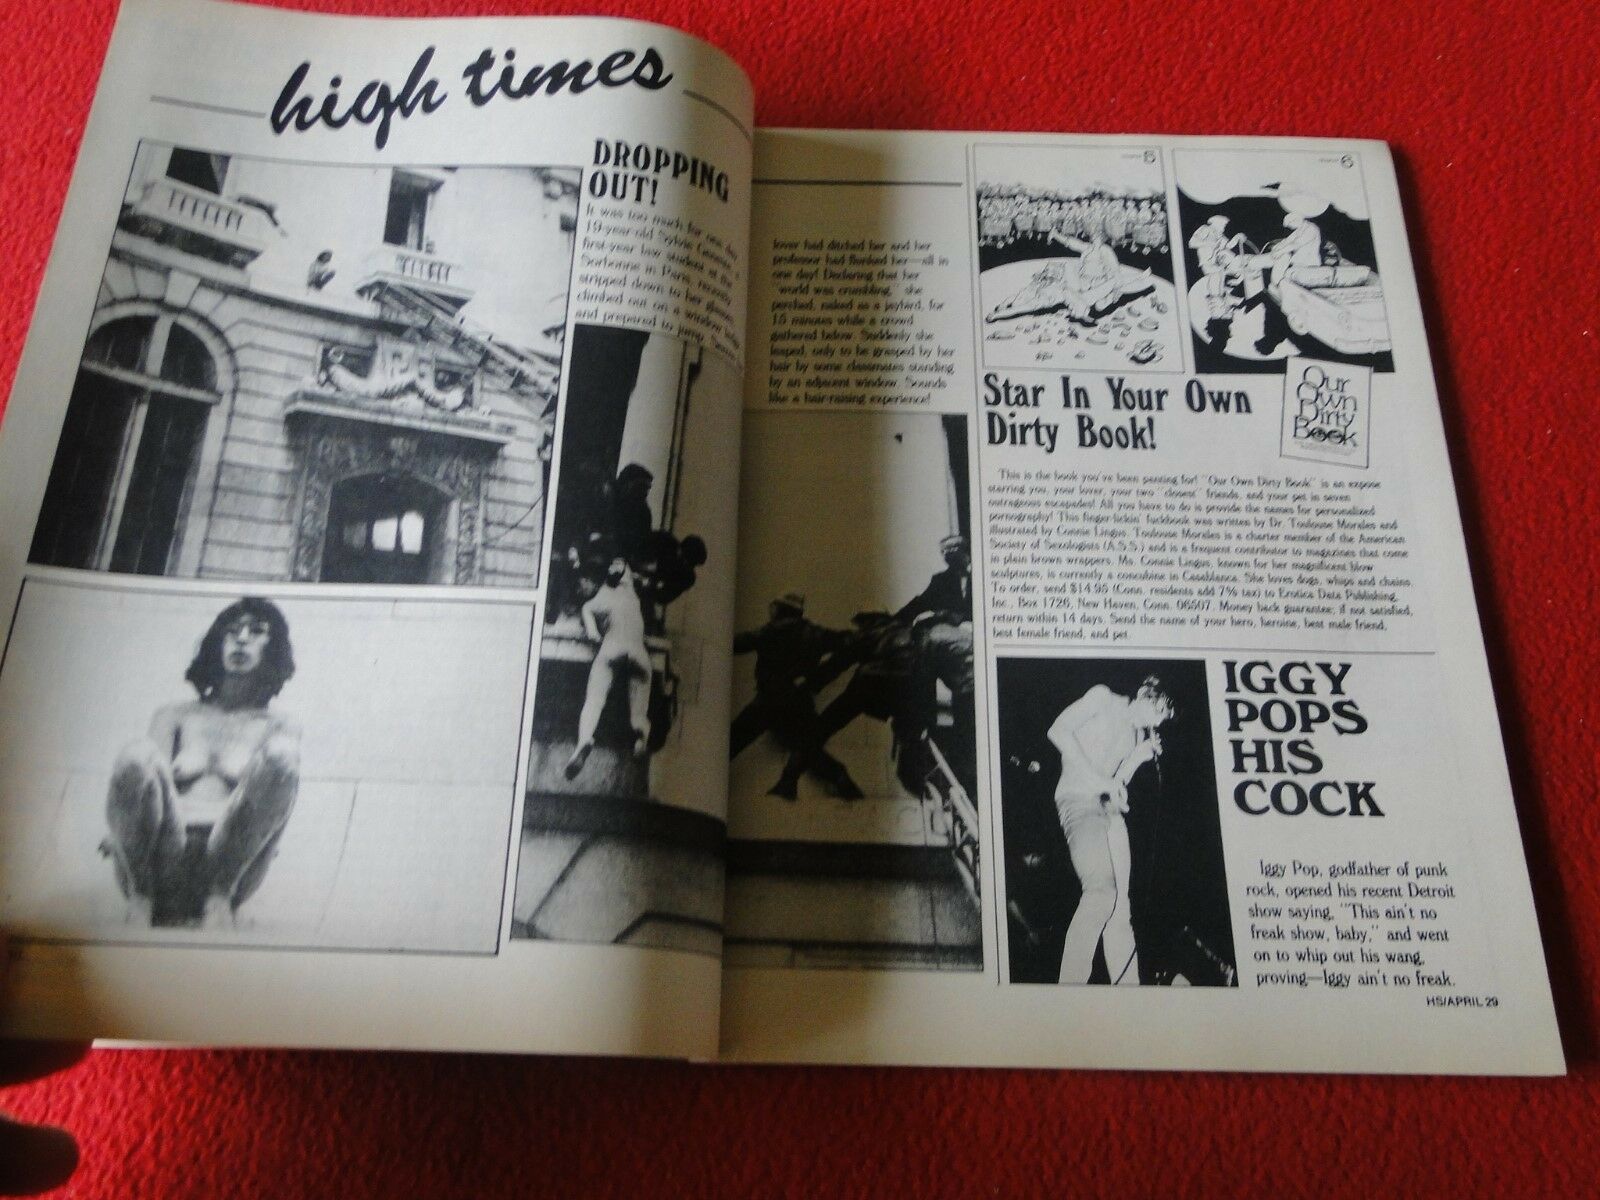 high times
DROPPING
OUT!
It was too much for one day
19-year-old Sylvie
first-year law student at the
Sorbonne in Paris, recently
stripped down to her glasses,
climbed out on a window ledge
and prepared to jump.
lover had ditched her and her
professor had flunked her—all in
one day! Declaring that her
"world was crumbling," she
perched, naked as a jaybird, for
15 minutes while a crowd
gathered below. Suddenly she
leaped, only to be grasped by her
hair by some classmates standing
by an adjacent window. Sounds
like a hair-raising experience!
5
6
Star In Your Own
Dirty Book!
Our
Own
Dirty
Book
This is the book you've been panting for! "Our Own Dirty Book" is an expose
starring you, your lover, your two "closest" friends, and your pet in seven
outrageous escapades! All you have to do is provide the names for personalized
pornography! This finger-lickin' fuckbook was written by Dr. Toulouse Morales and
illustrated by Connie Lingus. Toulouse Morales is a charter member of the American
Society of Sexologists (A.S.S.) and is a frequent contributor to magazines that come
in plain brown wrappers. Ms. Connie Lingus, known for her magnificent blow
sculptures, is currently a concubine in Casablanca. She loves dogs, whips and chains.
To order, send $14.95 (Conn. residents add 7% tax) to Erotica Data Publishing,
Inc., Box 1726, New Haven, Conn. 06507. Money back guarantee; if not satisfied,
return within 14 days. Send the name of your hero, heroine, best male friend,
best female friend, and pet.
IGGY
POPS
HIS
COCK
Iggy Pop, godfather of punk
rock, opened his recent Detroit
show saying, "This ain't no
freak show, baby," and went
on to whip out his wang,
proving—Iggy ain't no freak.
HS/APRIL 29